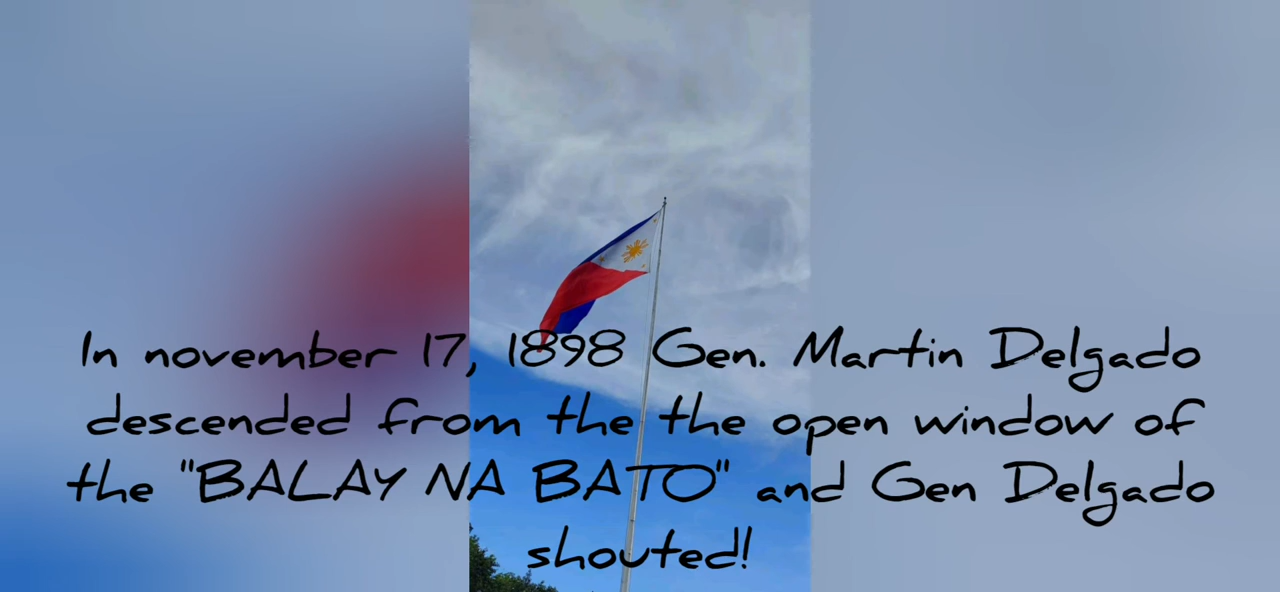 In november 17, 1898 Gen. Martin Delgado
descended from the the open window of
the "BALAY NA BATO" and Gen Delgado
shouted!